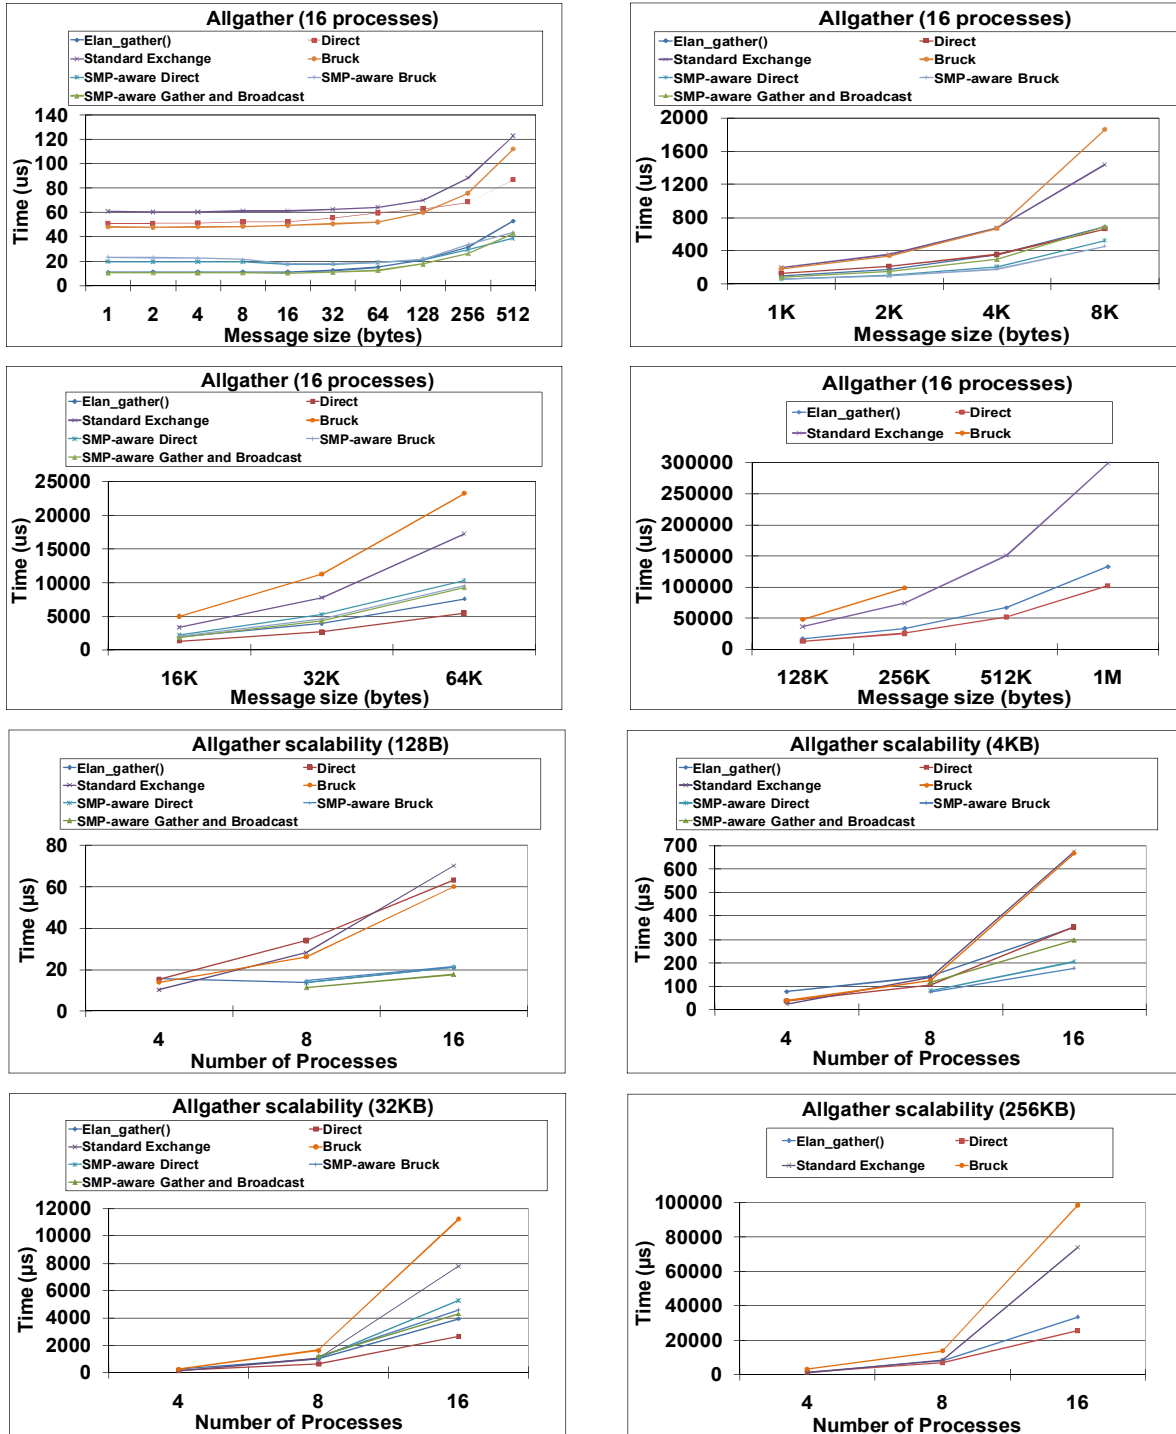 Allgather (16 processes)
Elan_gather() Direct
Standard Exchange Bruck
SMP-aware Direct SMP-aware Bruck
SMP-aware Gather and Broadcast
140
120
100
80
60
40
20
0
Time (us)
1 2 4 8 16 32 64 128 256 512
Message size (bytes)
Allgather (16 processes)
Elan_gather() Direct
Standard Exchange Bruck
SMP-aware Direct SMP-aware Bruck
SMP-aware Gather and Broadcast
2000
1600
1200
800
400
0
Time (us)
1K 2K 4K 8K
Message size (bytes)
Allgather (16 processes)
Elan_gather() Direct
Standard Exchange Bruck
SMP-aware Direct SMP-aware Bruck
SMP-aware Gather and Broadcast
25000
20000
15000
10000
5000
0
Time (us)
16K 32K 64K
Message size (bytes)
Allgather (16 processes)
Elan_gather() Direct
Standard Exchange Bruck
300000
250000
200000
150000
100000
50000
0
Time (us)
128K 256K 512K 1M
Message size (bytes)
Allgather scalability (128B)
Elan_gather() Direct
Standard Exchange Bruck
SMP-aware Direct SMP-aware Bruck
SMP-aware Gather and Broadcast
80
60
40
20
0
Time (µs)
4 8 16
Number of Processes
Allgather scalability (4KB)
Elan_gather() Direct
Standard Exchange Bruck
SMP-aware Direct SMP-aware Bruck
SMP-aware Gather and Broadcast
700
600
500
400
300
200
100
0
Time (µs)
4 8 16
Number of Processes
Allgather scalability (32KB)
Elan_gather() Direct
Standard Exchange Bruck
SMP-aware Direct SMP-aware Bruck
SMP-aware Gather and Broadcast
12000
10000
8000
6000
4000
2000
0
Time (µs)
4 8 16
Number of Processes
Allgather scalability (256KB)
Elan_gather() Direct
Standard Exchange Bruck
100000
80000
60000
40000
20000
0
Time (µs)
4 8 16
Number of Processes